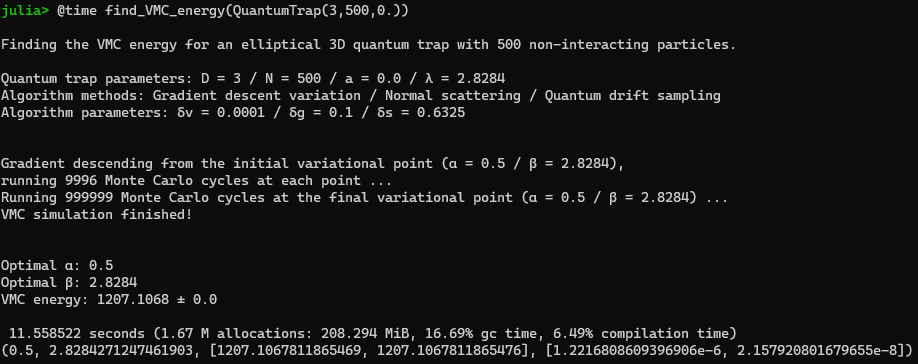 julia> @time find_VMC_energy(QuantumTrap(3,500,0.))
Finding the VMC energy for an elliptical 3D quantum trap with 500 non-interacting particles.
Quantum trap parameters: D = 3 / N = 500 / a = 0.0 / λ = 2.8284
Algorithm methods: Gradient descent variation / Normal scattering / Quantum drift sampling
Algorithm parameters: δv = 0.0001 / δg = 0.1 / δs = 0.6325
Gradient descending from the initial variational point (α = 0.5 / β = 2.8284),
running 9996 Monte Carlo cycles at each point ...
Running 999999 Monte Carlo cycles at the final variational point (α = 0.5 / β = 2.8284) ...
VMC simulation finished!
Optimal α: 0.5
Optimal β: 2.8284
VMC energy: 1207.1068 ± 0.0
11.558522 seconds (1.67 M allocations: 208.294 MiB, 16.69% gc time, 6.49% compilation time)
(0.5, 2.8284271247461903, [1207.1067811865469, 1207.1067811865476], [1.2216808609396906e-6, 2.157920801679655e-8])